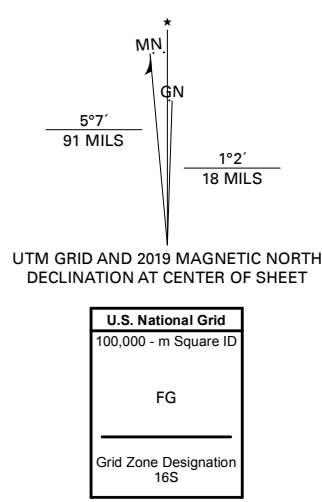 ★
MN.
GN
5°7´
91 MILS
1°2´
18 MILS
UTM GRID AND 2019 MAGNETIC NORTH
DECLINATION AT CENTER OF SHEET
U.S. National Grid
100,000 - m Square ID
FG
Grid Zone Designation
16S